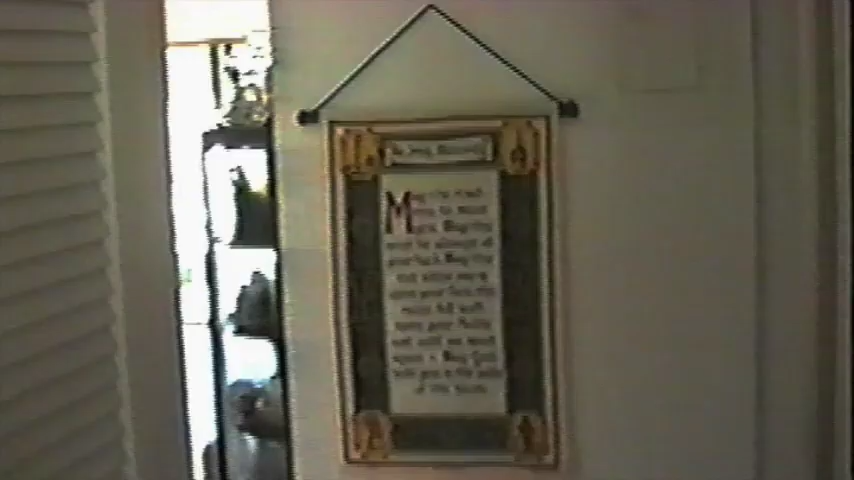 May the road
rise to meet
you. May the
wind be always at
your back. May the
sun shine warm
upon your face, the
rains fall soft
upon your fields
and until we meet
again May God
hold you in the palm
of His